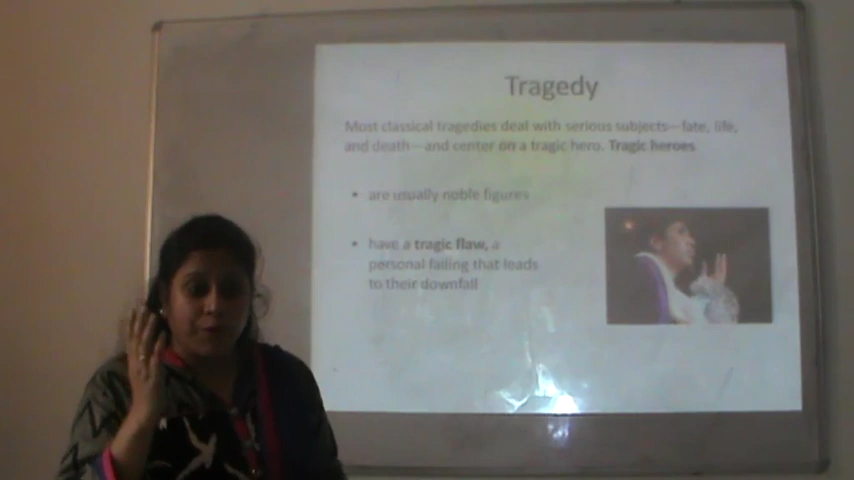 Tragedy
Most classical tragedies deal with serious subjects—fate, life,
and death—and center on a tragic hero. Tragic heroes
• are usually noble figures
• have a tragic flaw, a
personal failing that leads
to their downfall